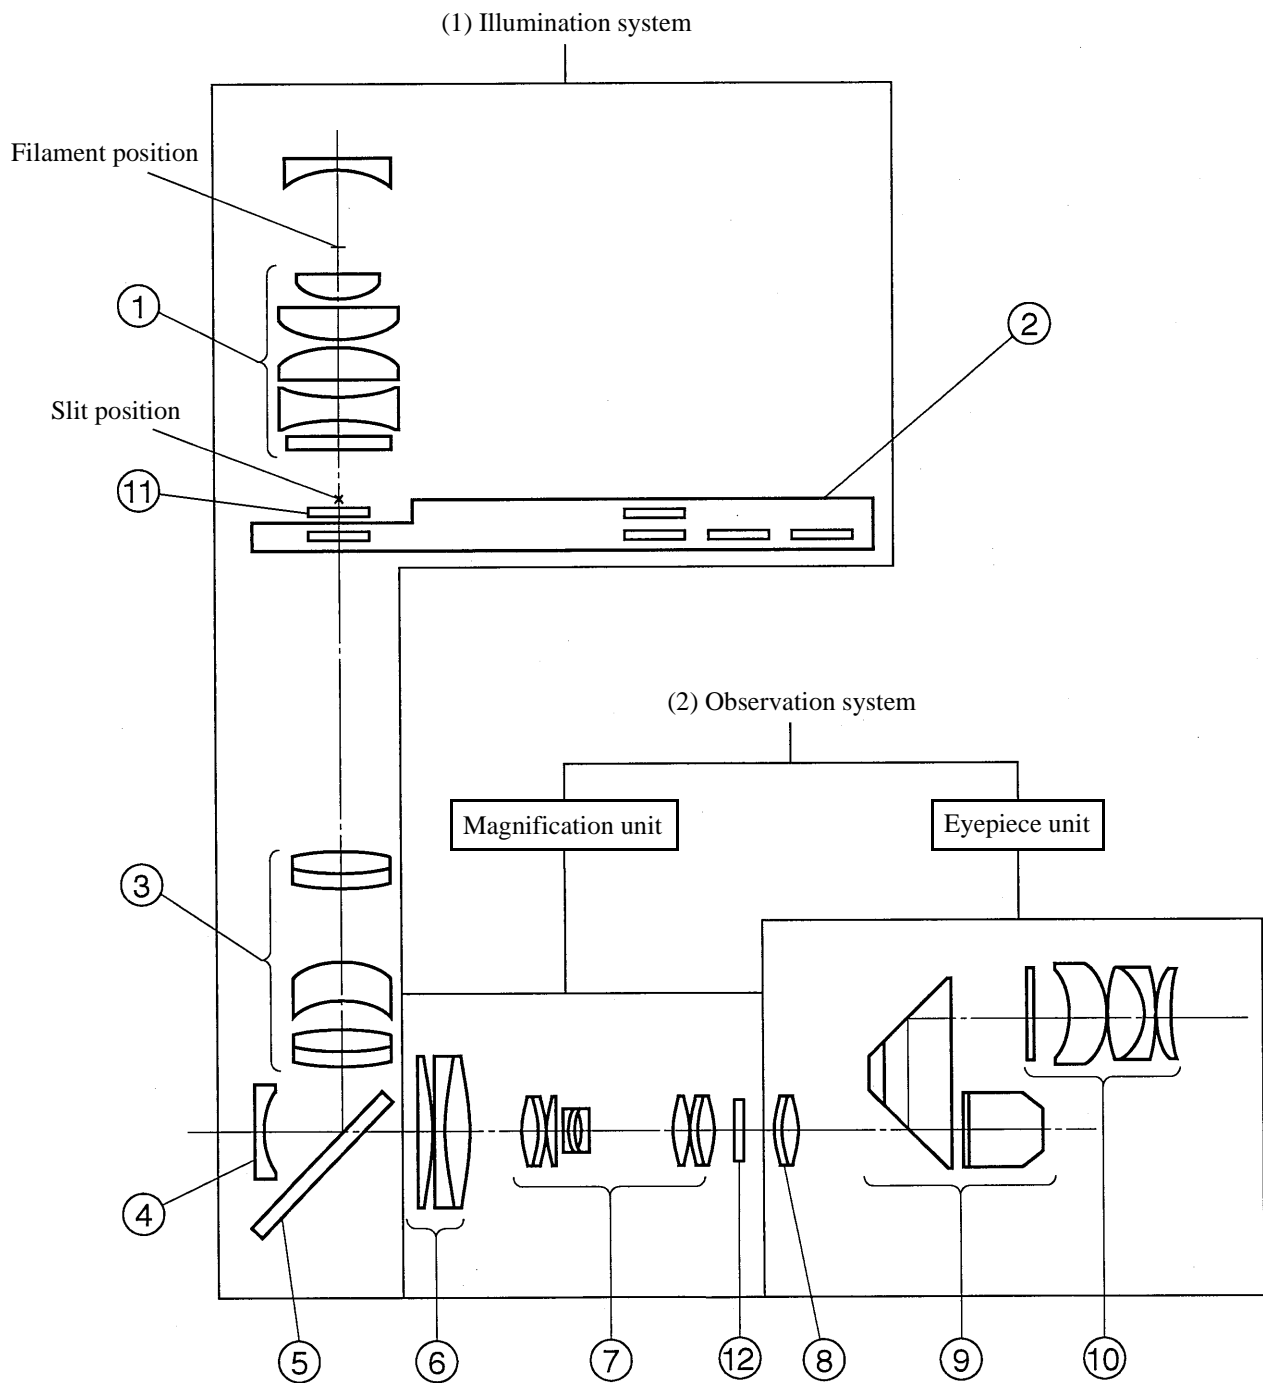 (1) Illumination system
Filament position
1
2
Slit position
11
(2) Observation system
Magnification unit
Eyepiece unit
3
4
5
6
7
12
8
9
10